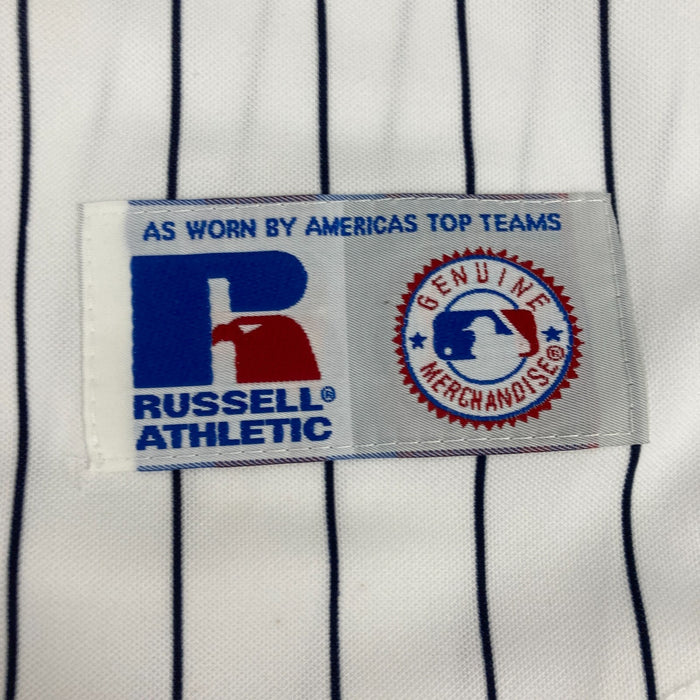 AS WORN BY AMERICAS TOP TEAMS
R
RUSSELL®
ATHLETIC
GENUINE
MERCHANDISE®